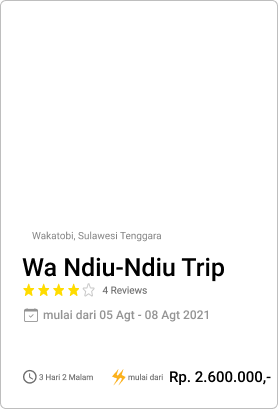 Wakatobi, Sulawesi Tenggara
Wa Ndiu-Ndiu Trip
4 Reviews
mulai dari 05 Agt - 08 Agt 2021
3 Hari 2 Malam mulai dari Rp. 2.600.000,-